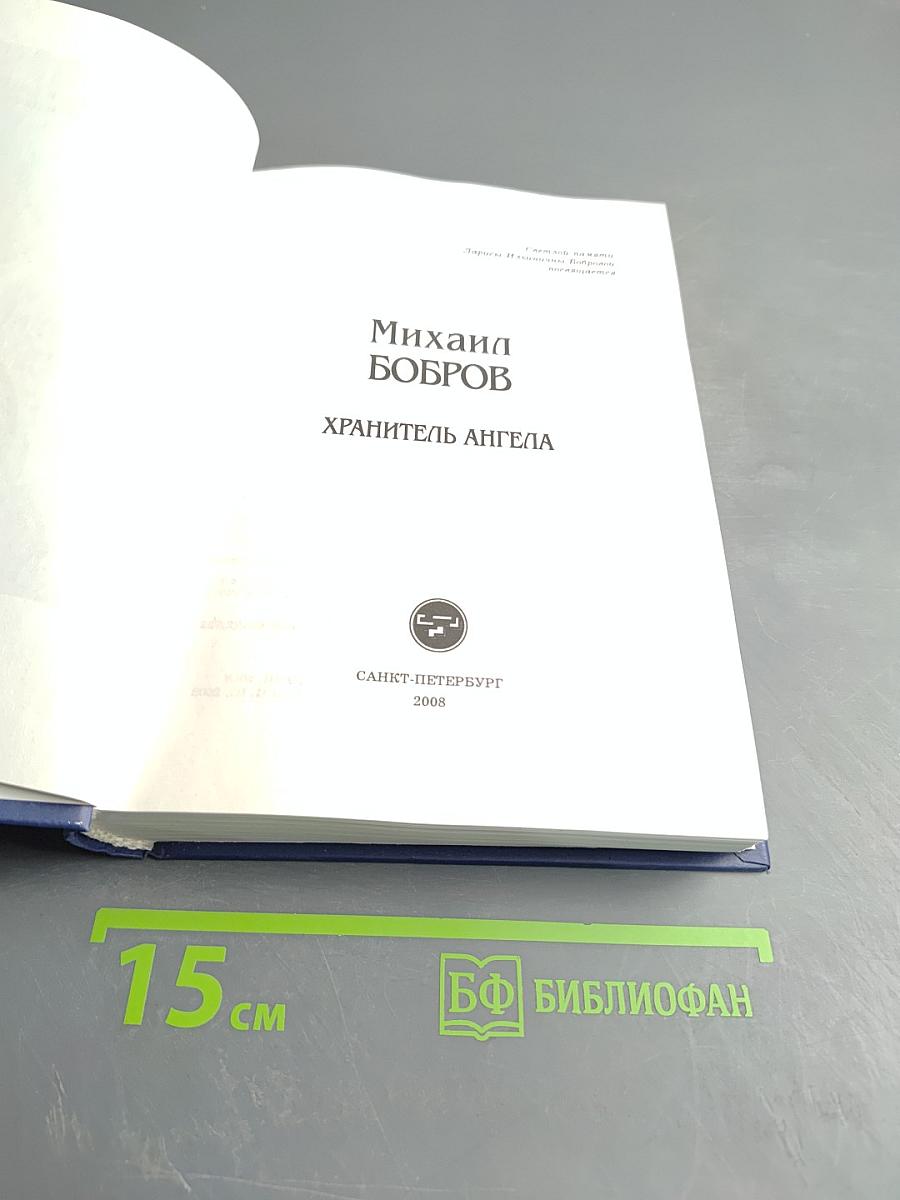 Светлой памяти
Ларисы Ильиничны Бобровой
посвящается
Михаил
БОБРОВ
ХРАНИТЕЛЬ АНГЕЛА
САНКТ-ПЕТЕРБУРГ
2008
15 см
БФ БИБЛИОФАН